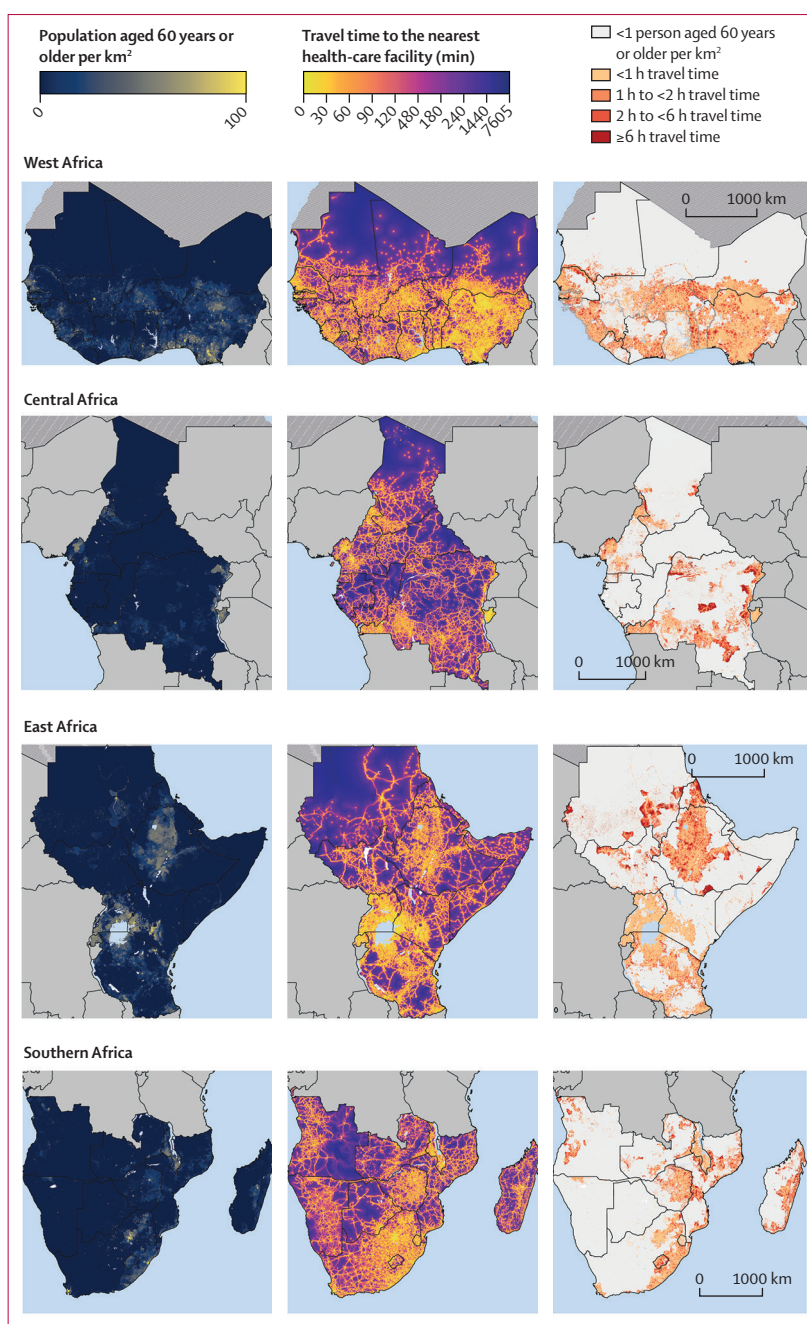 Population aged 60 years or
older per km²
0
100
Travel time to the nearest
health-care facility (min)
0
30
60
90
120
480
180
240
1440
7605
<1 person aged 60 years
or older per km²
<1 h travel time
1 h to <2 h travel time
2 h to <6 h travel time
≥6 h travel time
West Africa
0 1000 km
Central Africa
0 1000 km
East Africa
0 1000 km
Southern Africa
0 1000 km